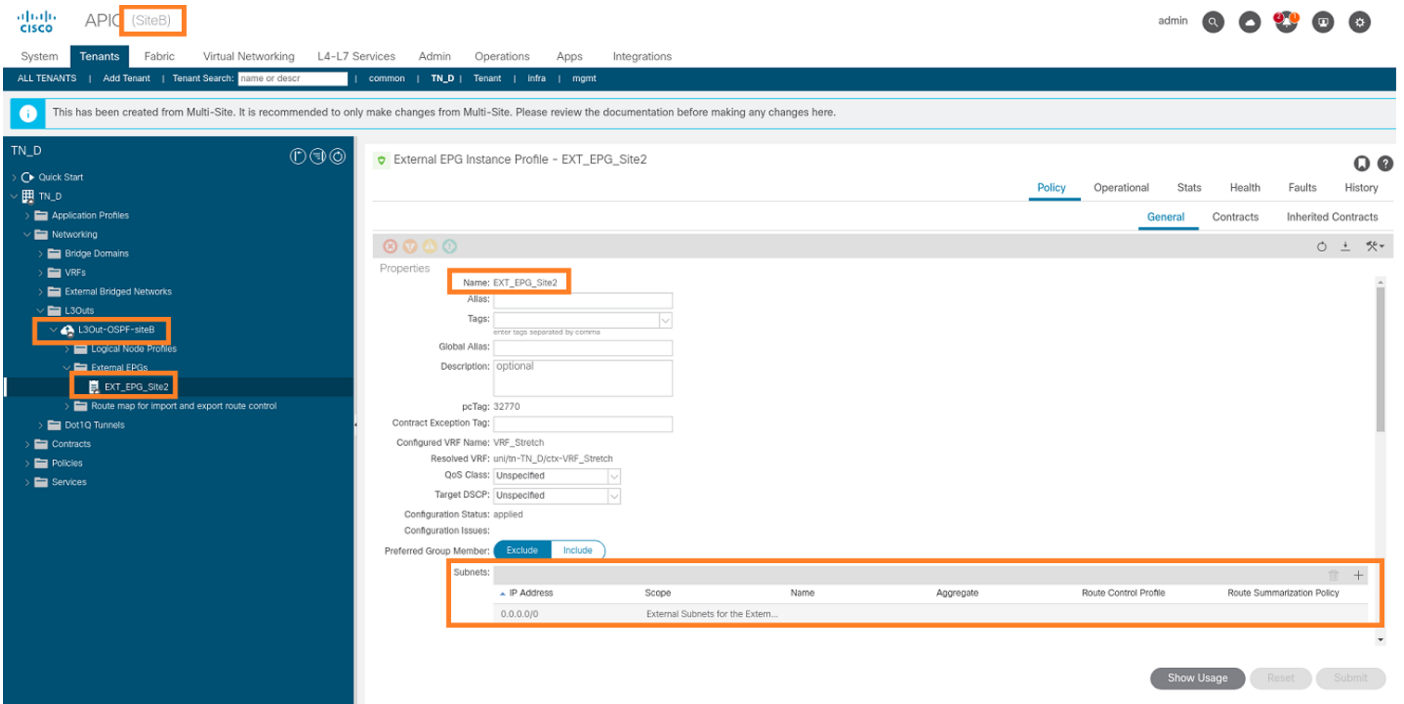 CISCO APIC (SiteB) admin 2 1
System Tenants Fabric Virtual Networking L4-L7 Services Admin Operations Apps Integrations
ALL TENANTS | Add Tenant | Tenant Search: name or descr | common | TN_D | Tenant | infra | mgmt
This has been created from Multi-Site. It is recommended to only make changes from Multi-Site. Please review the documentation before making any changes here.
TN_D
Quick Start
TN_D
Application Profiles
Networking
Bridge Domains
VRFs
External Bridged Networks
L3Outs
L3Out-OSPF-siteB
Logical Node Profiles
External EPGs
EXT_EPG_Site2
Route map for import and export route control
Dot1Q Tunnels
Contracts
Policies
Services
External EPG Instance Profile - EXT_EPG_Site2
Policy Operational Stats Health Faults History
General Contracts Inherited Contracts
Properties
Name: EXT_EPG_Site2
Alias:
Tags:
enter tags separated by comma
Global Alias:
Description: optional
pcTag: 32770
Contract Exception Tag:
Configured VRF Name: VRF_Stretch
Resolved VRF: uni/tn-TN_D/ctx-VRF_Stretch
QoS Class: Unspecified
Target DSCP: Unspecified
Configuration Status: applied
Configuration Issues:
Preferred Group Member: Exclude Include
Subnets:
IP Address Scope Name Aggregate Route Control Profile Route Summarization Policy
0.0.0.0/0 External Subnets for the Extern...
Show Usage Reset Submit